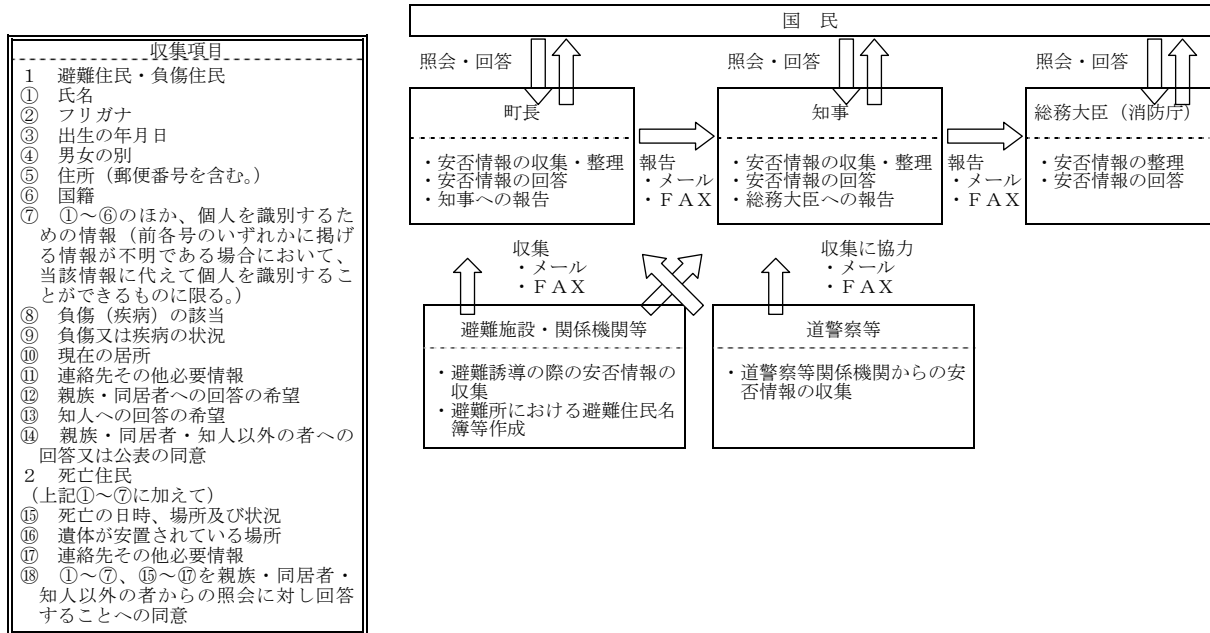 収集項目
1 避難住民・負傷住民
① 氏名
② フリガナ
③ 出生の年月日
④ 男女の別
⑤ 住所（郵便番号を含む。）
⑥ 国籍
⑦ ①～⑥のほか、個人を識別するた
めの情報（前各号のいずれかに掲げ
る情報が不明である場合において、
当該情報に代えて個人を識別するこ
とができるものに限る。）
⑧ 負傷（疾病）の該当
⑨ 負傷又は疾病の状況
⑩ 現在の居所
⑪ 連絡先その他必要情報
⑫ 親族・同居者への回答の希望
⑬ 知人への回答の希望
⑭ 親族・同居者・知人以外の者への
回答又は公表の同意
2 死亡住民
（上記①～⑦に加えて）
⑮ 死亡の日時、場所及び状況
⑯ 遺体が安置されている場所
⑰ 連絡先その他必要情報
⑱ ①～⑦、⑮～⑰を親族・同居者・
知人以外の者からの照会に対し回答
することへの同意
国 民
照会・回答
照会・回答
照会・回答
町長
・安否情報の収集・整理
・安否情報の回答
・知事への報告
報告
・メール
・ＦＡＸ
知事
・安否情報の収集・整理
・安否情報の回答
・総務大臣への報告
報告
・メール
・ＦＡＸ
総務大臣（消防庁）
・安否情報の整理
・安否情報の回答
収集
・メール
・ＦＡＸ
収集に協力
・メール
・ＦＡＸ
避難施設・関係機関等
・避難誘導の際の安否情報の
収集
・避難所における避難住民名
簿等作成
道警察等
・道警察等関係機関からの安
否情報の収集